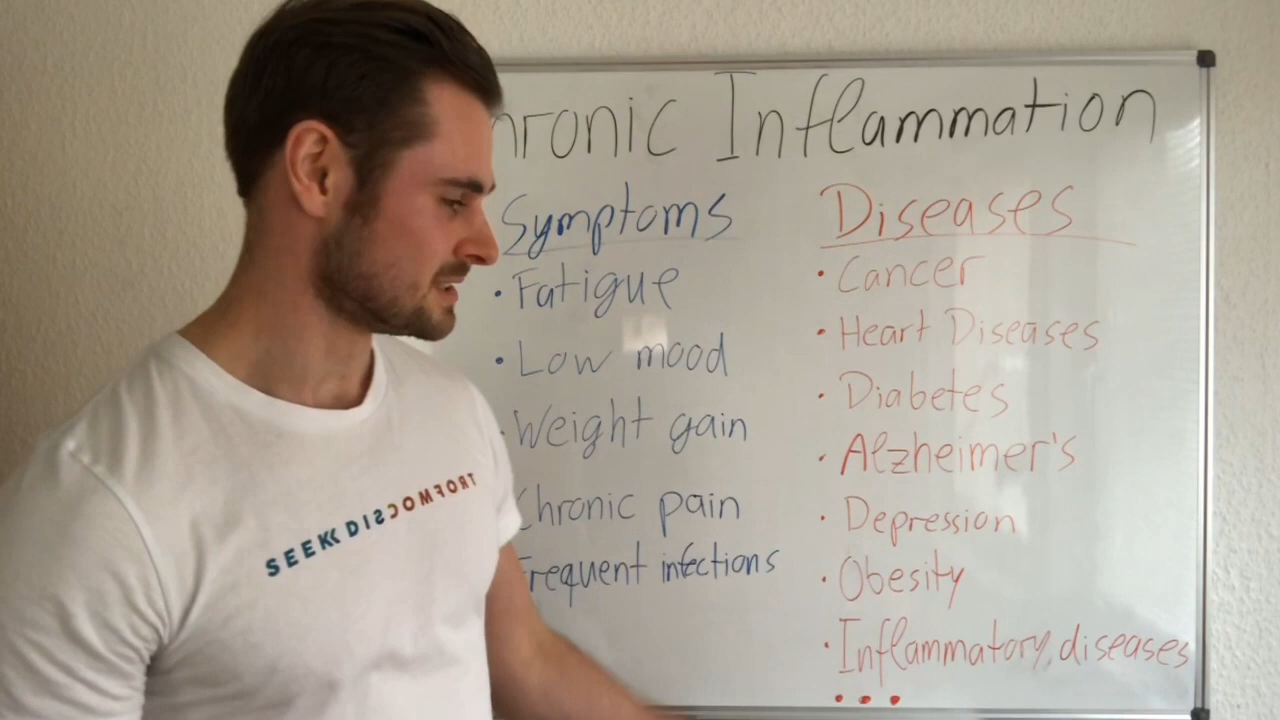 hronic Inflammation
Symptoms
• Fatigue
• Low mood
• Weight gain
Chronic pain
Frequent infections
Diseases
• Cancer
• Heart Diseases
• Diabetes
• Alzheimer's
• Depression
• Obesity
• Inflammatory diseases
• • •
SEEK DISCOMFORT